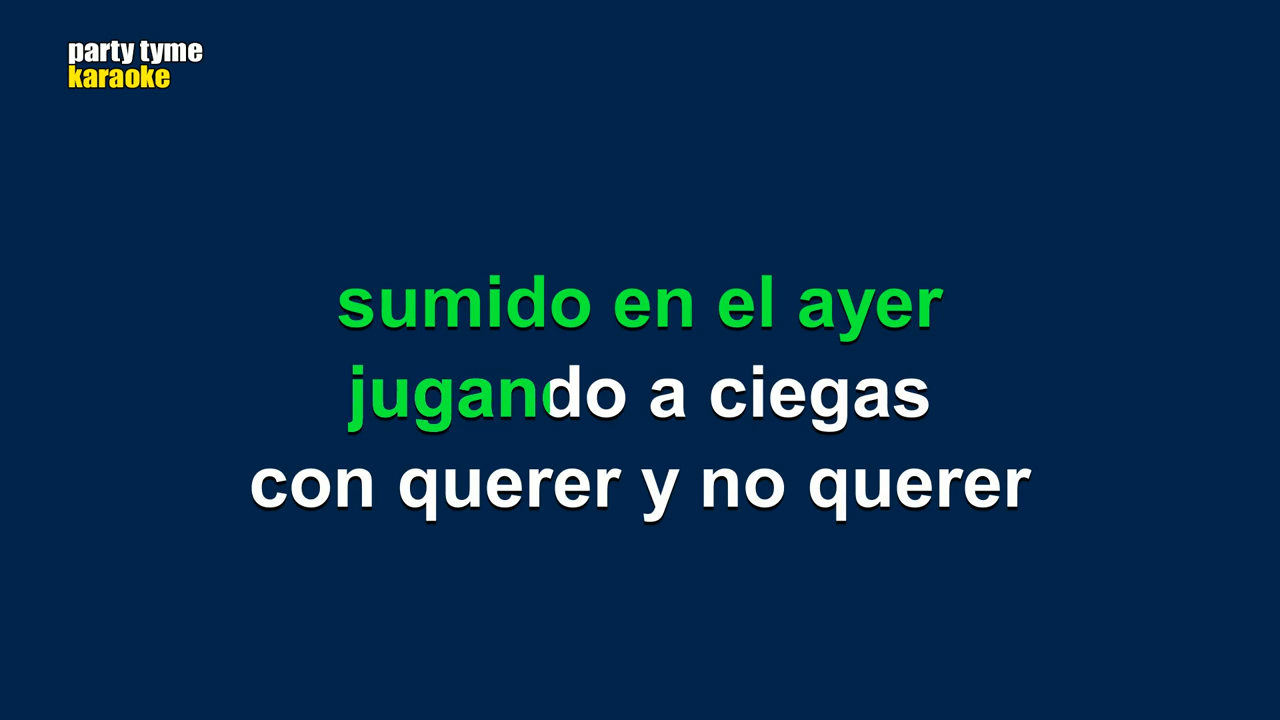 party tyme
karaoke
sumido en el ayer
jugando a ciegas
con querer y no querer